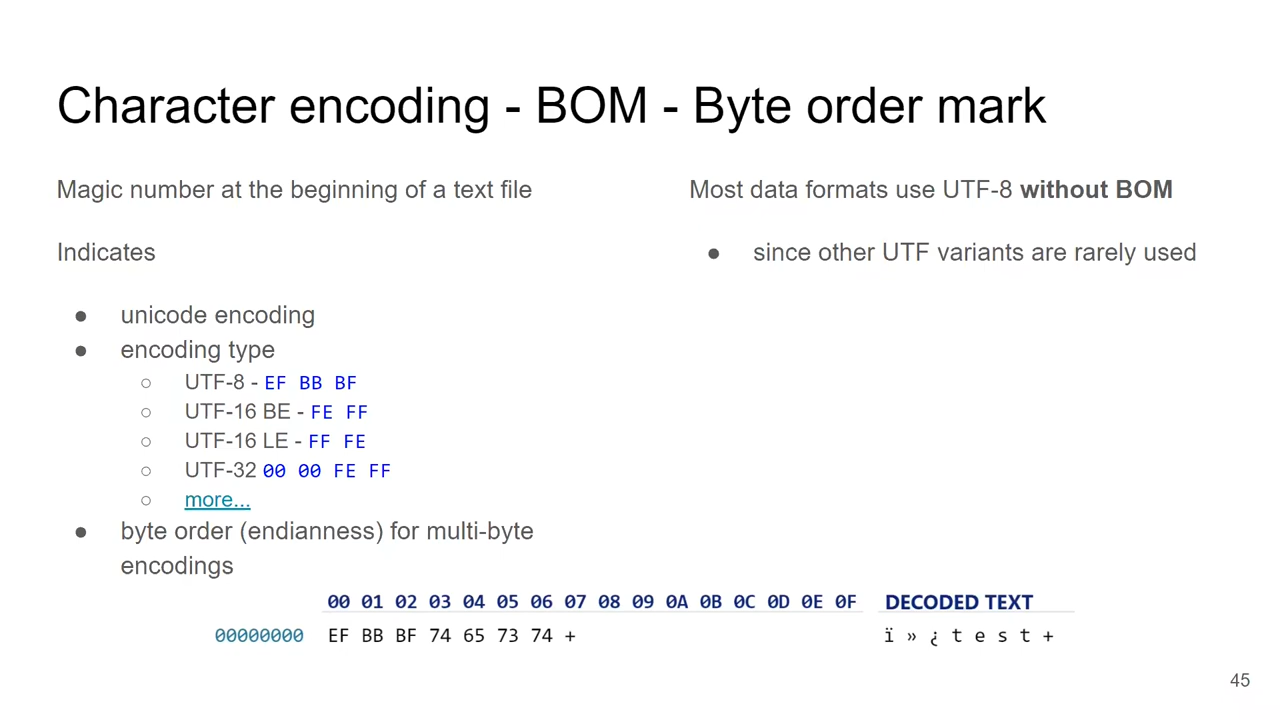 Character encoding - BOM - Byte order mark
Magic number at the beginning of a text file
Indicates
● unicode encoding
● encoding type
○ UTF-8 - EF BB BF
○ UTF-16 BE - FE FF
○ UTF-16 LE - FF FE
○ UTF-32 00 00 FE FF
○ more...
● byte order (endianness) for multi-byte
encodings
Most data formats use UTF-8 without BOM
● since other UTF variants are rarely used
00 01 02 03 04 05 06 07 08 09 0A 0B 0C 0D 0E 0F DECODED TEXT
00000000 EF BB BF 74 65 73 74 + ï » ¿ t e s t +
45